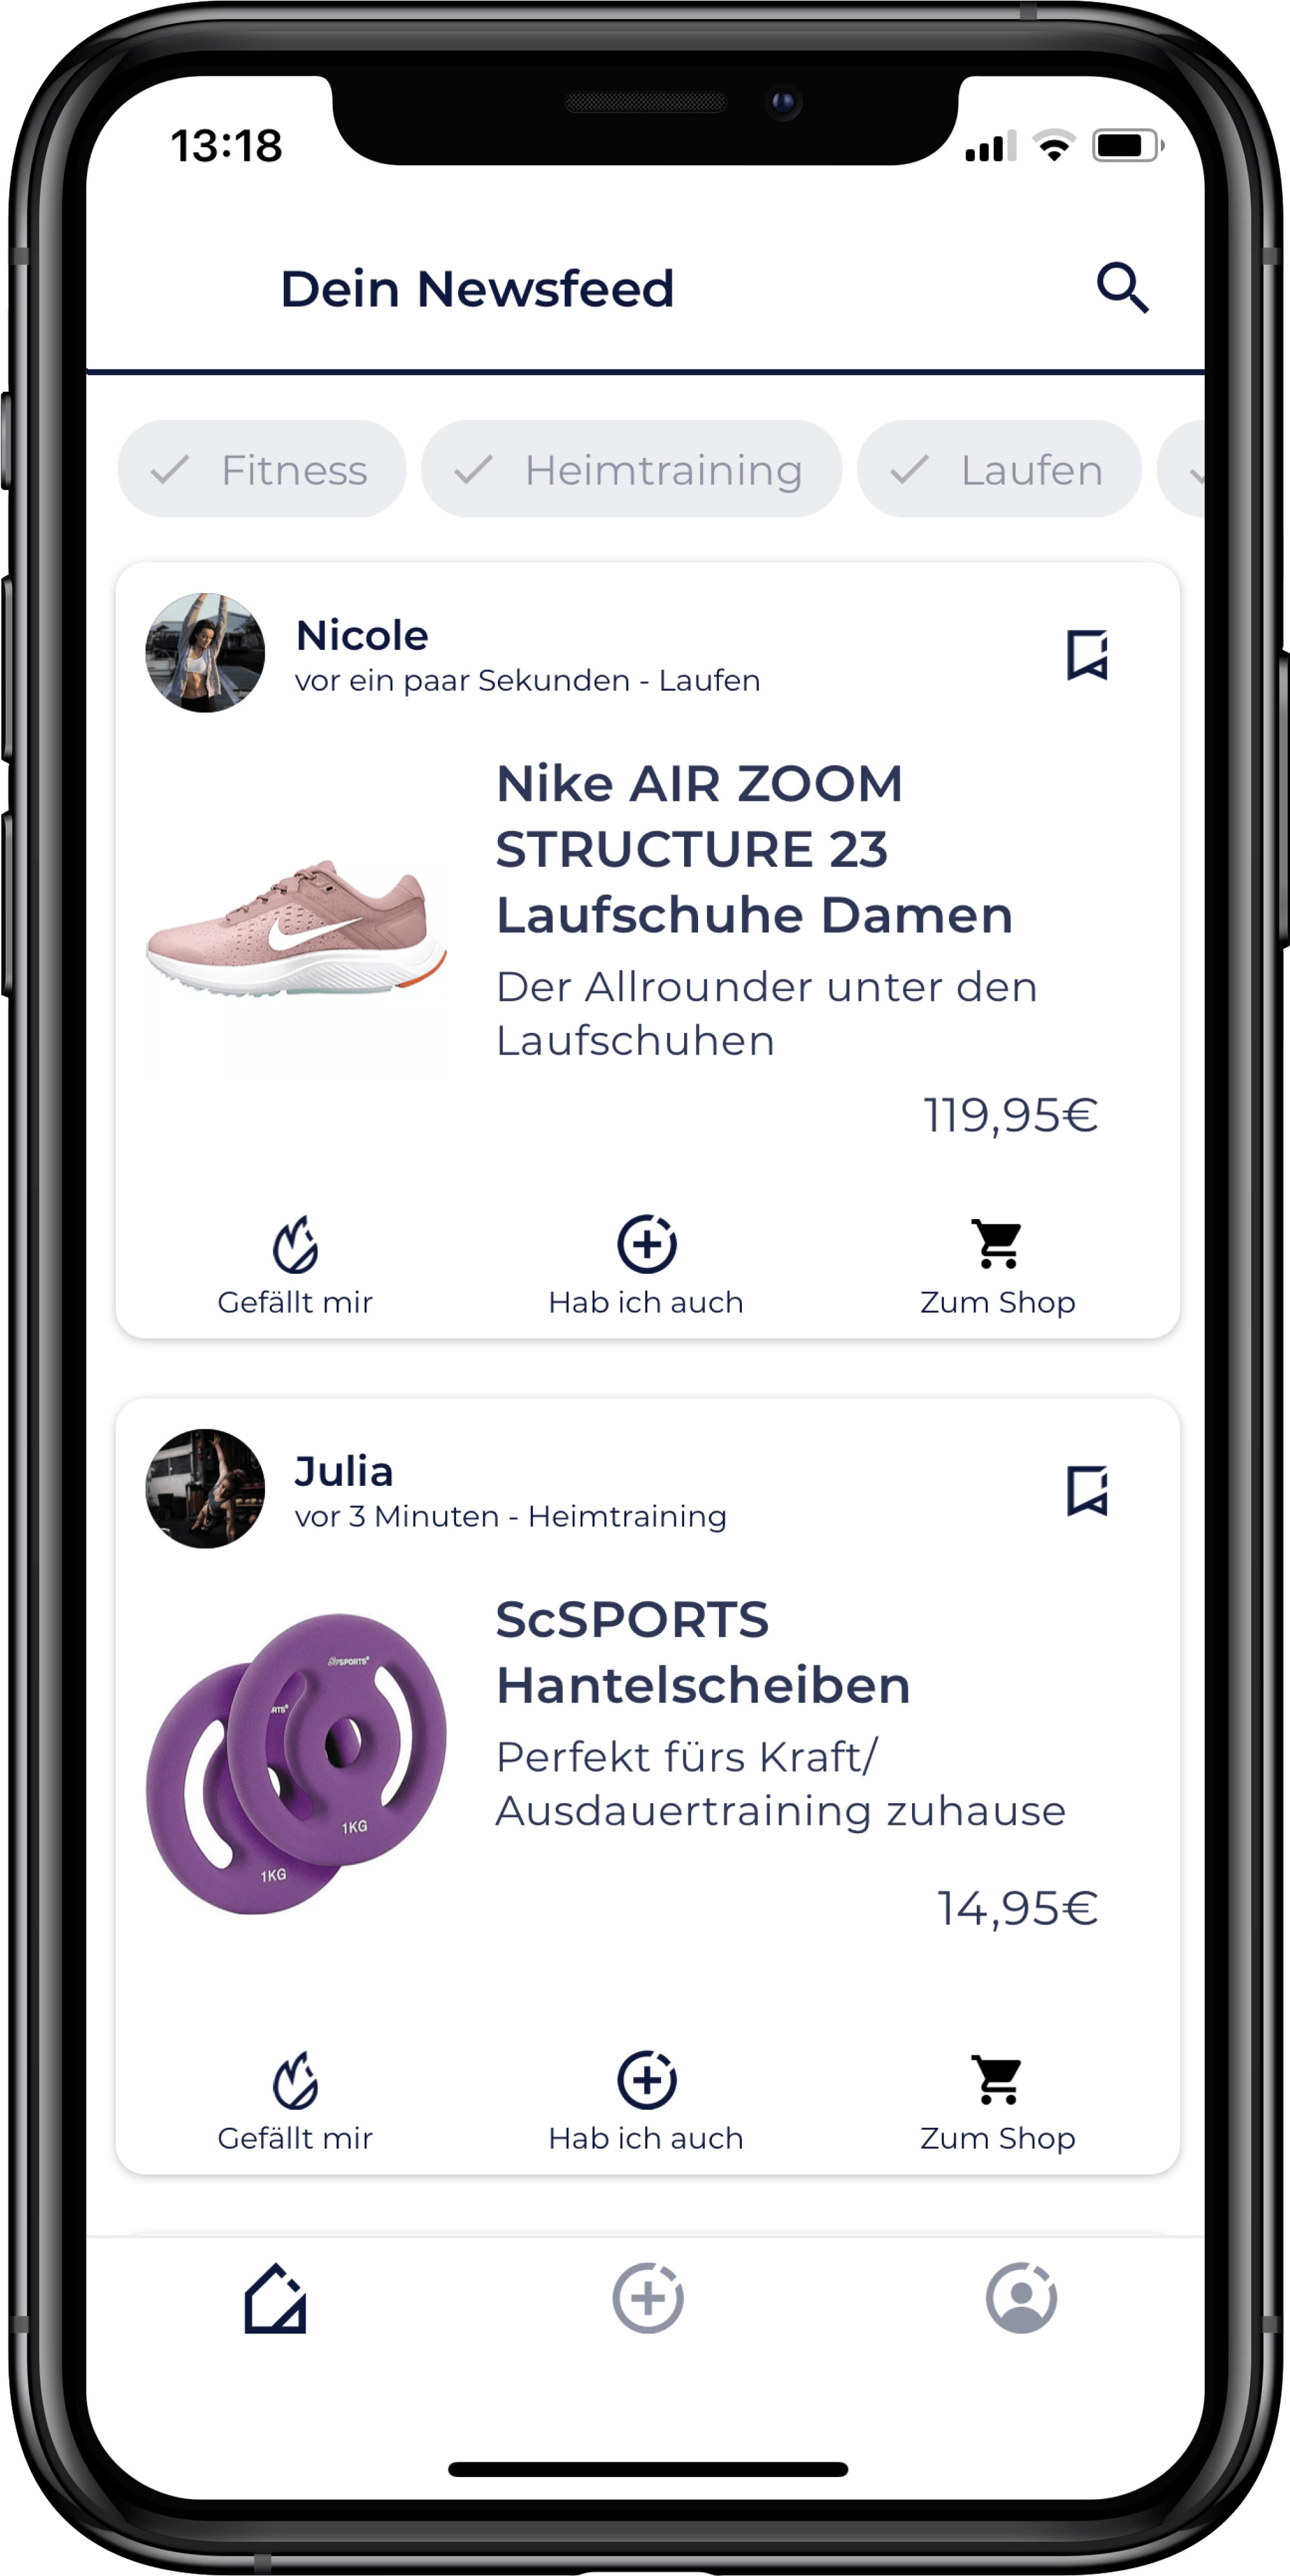 13:18
Dein Newsfeed
Fitness
Heimtraining
Laufen
Nicole
vor ein paar Sekunden - Laufen
Nike AIR ZOOM
STRUCTURE 23
Laufschuhe Damen
Der Allrounder unter den
Laufschuhen
119,95€
Gefällt mir
Hab ich auch
Zum Shop
Julia
vor 3 Minuten - Heimtraining
ScSPORTS
Hantelscheiben
Perfekt fürs Kraft/
Ausdauertraining zuhause
14,95€
ScSPORTS®
RTS®
1KG
1KG
Gefällt mir
Hab ich auch
Zum Shop